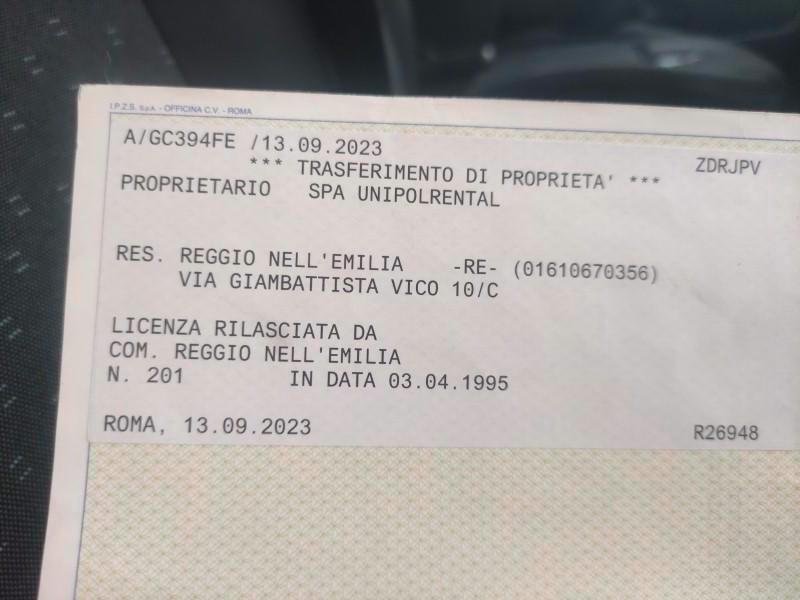 I.P.Z.S. S.p.A. - OFFICINA C.V. - ROMA
A/GC394FE /13.09.2023 ZDRJPV
*** TRASFERIMENTO DI PROPRIETA' ***
PROPRIETARIO SPA UNIPOLRENTAL
RES. REGGIO NELL'EMILIA -RE- (01610670356)
VIA GIAMBATTISTA VICO 10/C
LICENZA RILASCIATA DA
COM. REGGIO NELL'EMILIA
N. 201 IN DATA 03.04.1995
ROMA, 13.09.2023 R26948